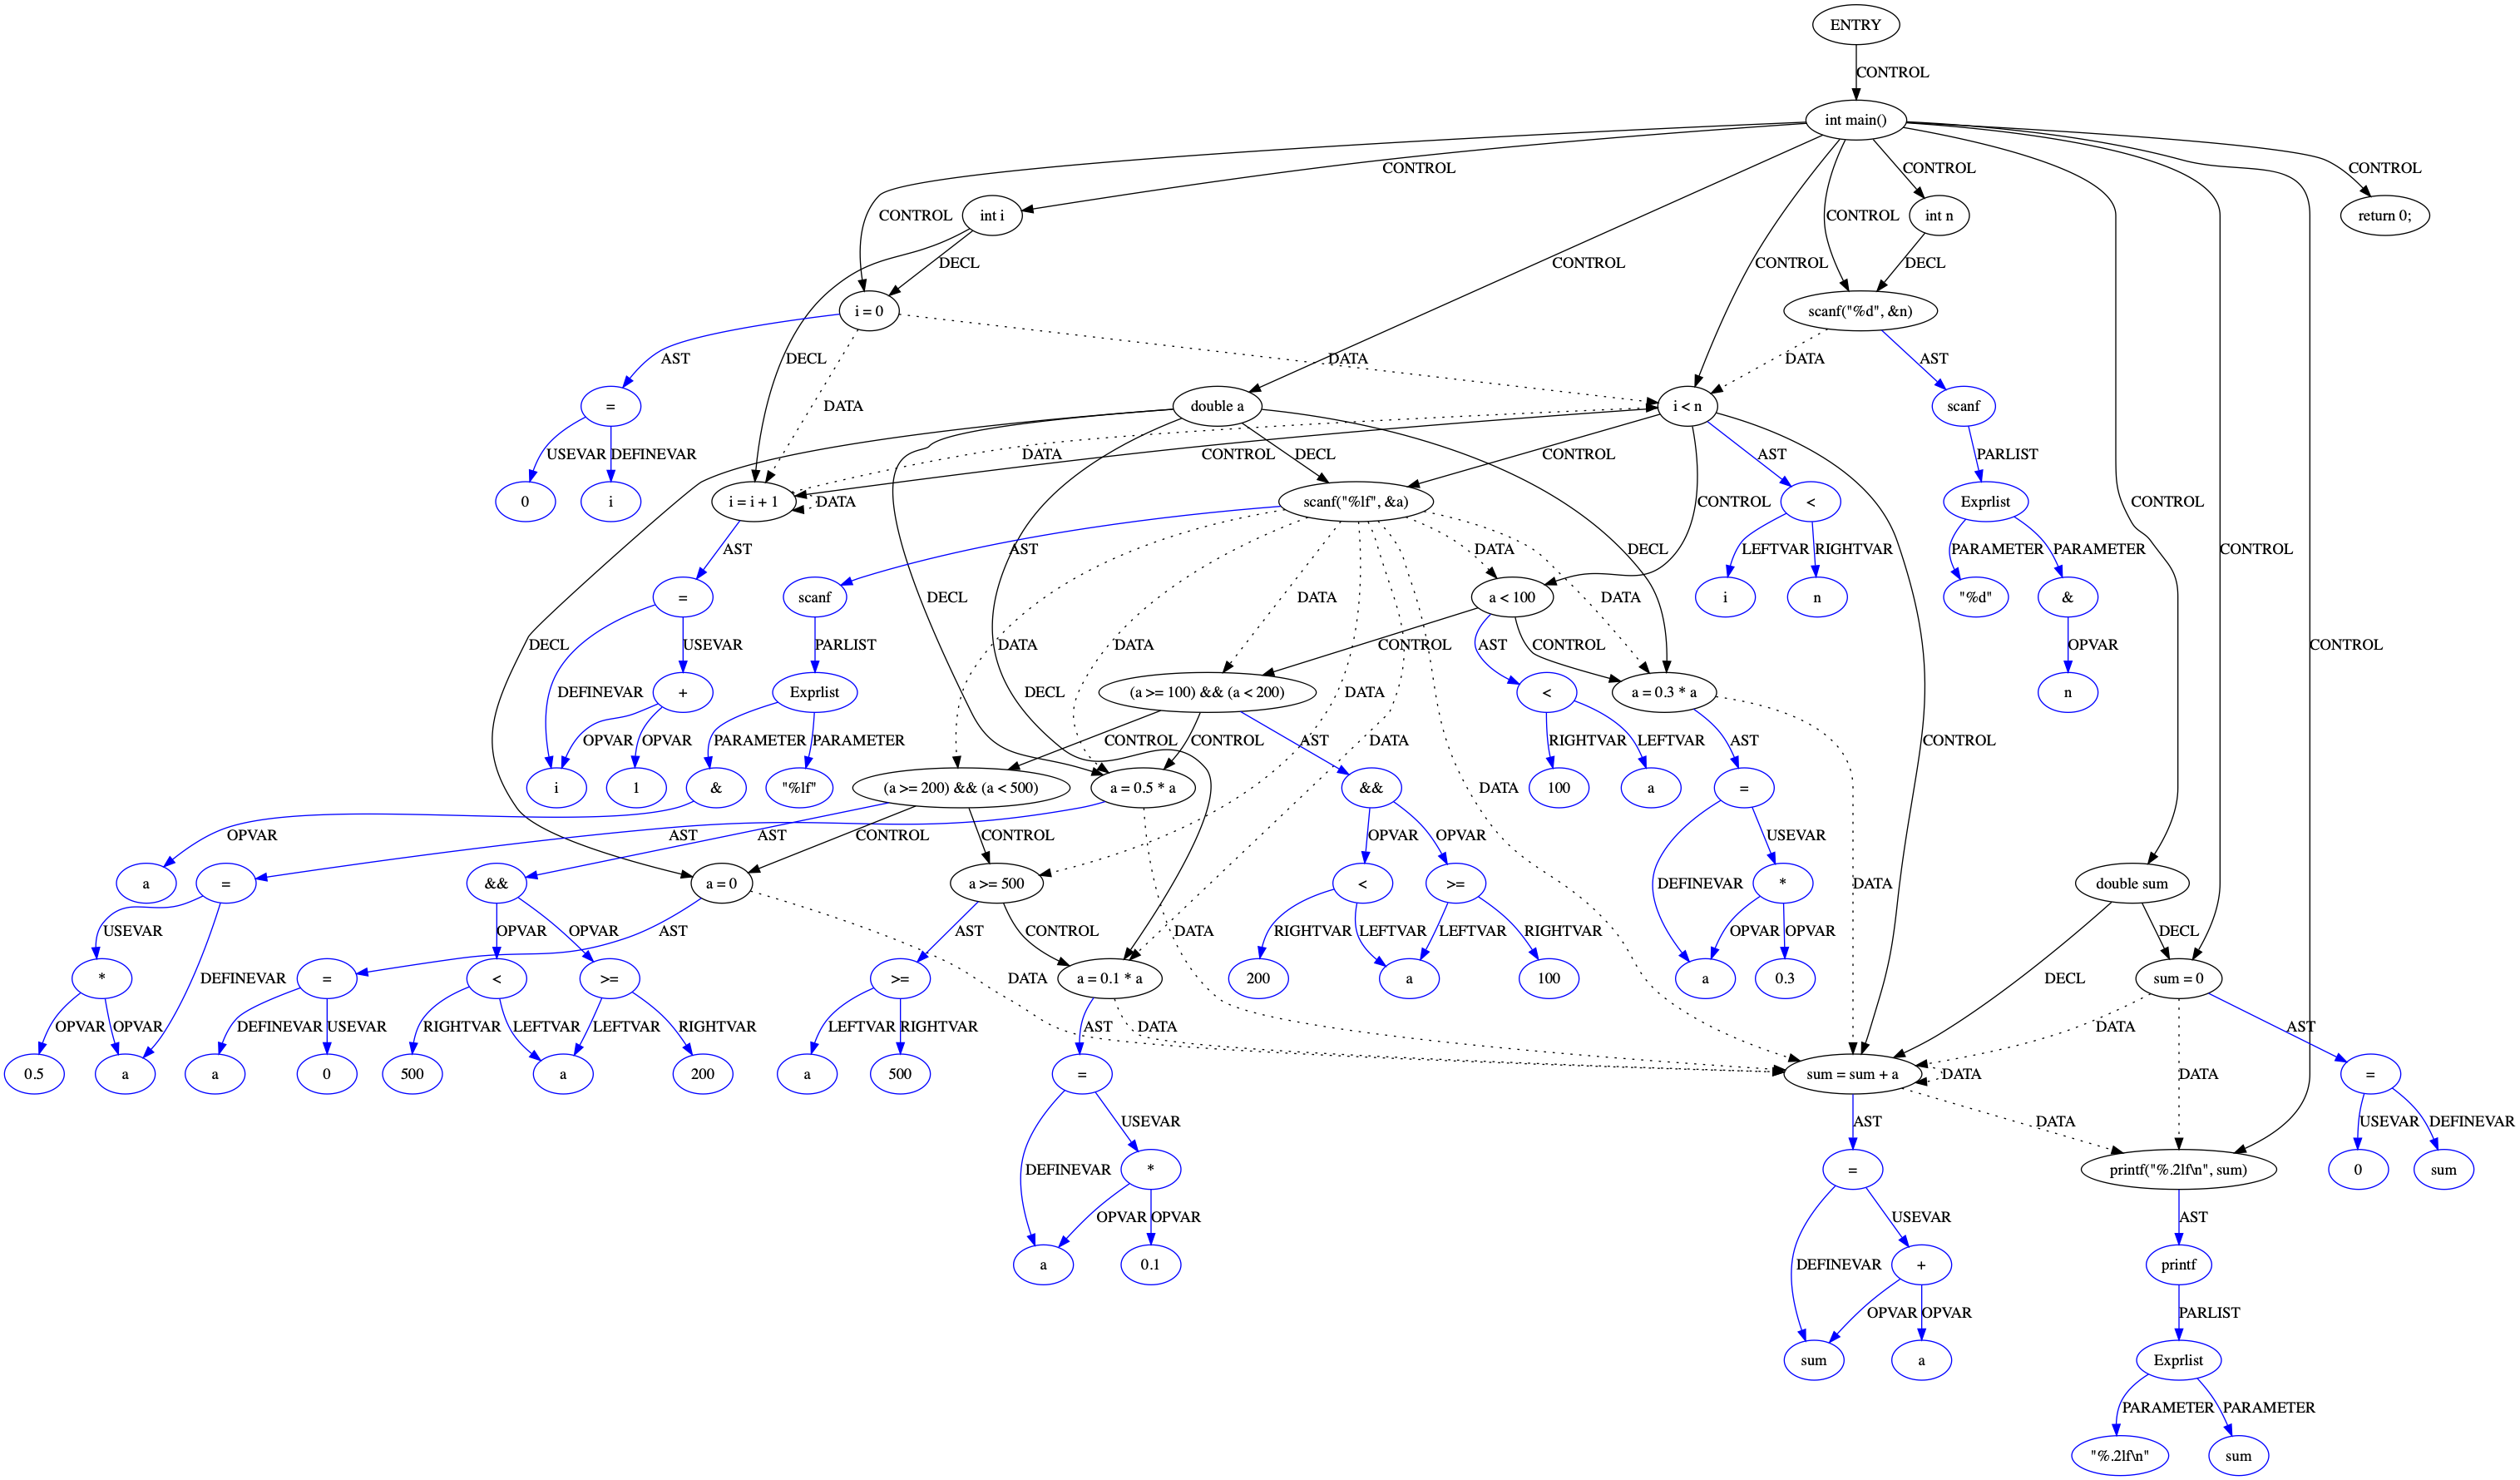 ENTRY
CONTROL
int main()
CONTROL CONTROL CONTROL
int i int n return 0;
CONTROL CONTROL
DECL CONTROL CONTROL DECL
i = 0 scanf("%d", &n)
AST DECL DATA DATA AST
= double a i < n scanf
DATA
USEVAR DEFINEVAR DATA CONTROL DECL CONTROL AST PARLIST
0 i i = i + 1 DATA scanf("%lf", &a) CONTROL < Exprlist CONTROL
AST AST DATA DECL LEFTVAR RIGHTVAR PARAMETER PARAMETER CONTROL
= scanf DECL DATA a < 100 DATA i n "%d" &
DECL USEVAR PARLIST DATA DATA CONTROL AST CONTROL OPVAR CONTROL
DEFINEVAR + Exprlist DECL (a >= 100) && (a < 200) DATA < a = 0.3 * a n
OPVAR OPVAR PARAMETER PARAMETER CONTROL CONTROL AST DATA RIGHTVAR LEFTVAR AST CONTROL
i 1 & "%lf" (a >= 200) && (a < 500) a = 0.5 * a && DATA 100 a =
OPVAR AST AST CONTROL CONTROL OPVAR OPVAR USEVAR
a = && a = 0 a >= 500 < >= DEFINEVAR * DATA double sum
USEVAR OPVAR OPVAR AST AST CONTROL DATA RIGHTVAR LEFTVAR LEFTVAR RIGHTVAR OPVAR OPVAR DECL
* DEFINEVAR = < >= >= DATA a = 0.1 * a 200 a 100 a 0.3 DECL sum = 0
OPVAR OPVAR DEFINEVAR USEVAR RIGHTVAR LEFTVAR LEFTVAR RIGHTVAR LEFTVAR RIGHTVAR AST DATA DATA AST
0.5 a a 0 500 a 200 a 500 = sum = sum + a DATA DATA =
USEVAR AST DATA USEVAR DEFINEVAR
DEFINEVAR * = printf("%.2lf\n", sum) 0 sum
OPVAR OPVAR USEVAR AST
a 0.1 DEFINEVAR + printf
OPVAR OPVAR PARLIST
sum a Exprlist
PARAMETER PARAMETER
"%.2lf\n" sum